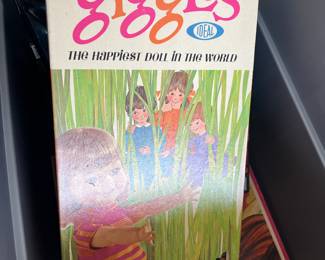 giggles
THE HAPPIEST DOLL IN THE WORLD
IDEAL